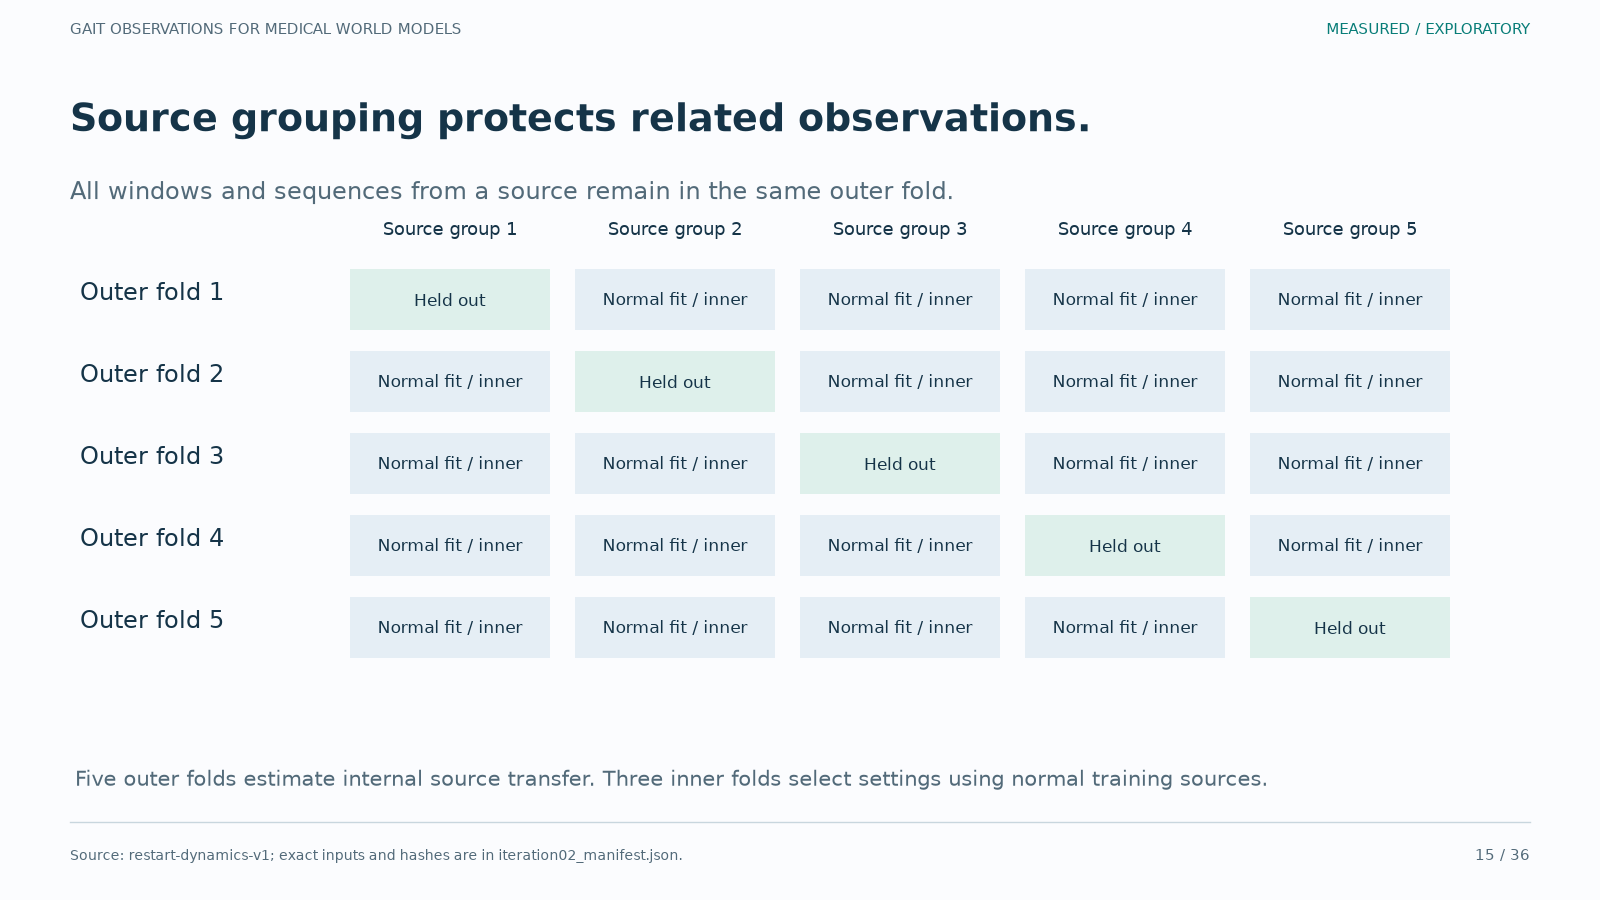 GAIT OBSERVATIONS FOR MEDICAL WORLD MODELS
MEASURED / EXPLORATORY
Source grouping protects related observations.
All windows and sequences from a source remain in the same outer fold.
Source group 1 Source group 2 Source group 3 Source group 4 Source group 5
Outer fold 1 Held out Normal fit / inner Normal fit / inner Normal fit / inner Normal fit / inner
Outer fold 2 Normal fit / inner Held out Normal fit / inner Normal fit / inner Normal fit / inner
Outer fold 3 Normal fit / inner Normal fit / inner Held out Normal fit / inner Normal fit / inner
Outer fold 4 Normal fit / inner Normal fit / inner Normal fit / inner Held out Normal fit / inner
Outer fold 5 Normal fit / inner Normal fit / inner Normal fit / inner Normal fit / inner Held out
Five outer folds estimate internal source transfer. Three inner folds select settings using normal training sources.
Source: restart-dynamics-v1; exact inputs and hashes are in iteration02_manifest.json.
15 / 36